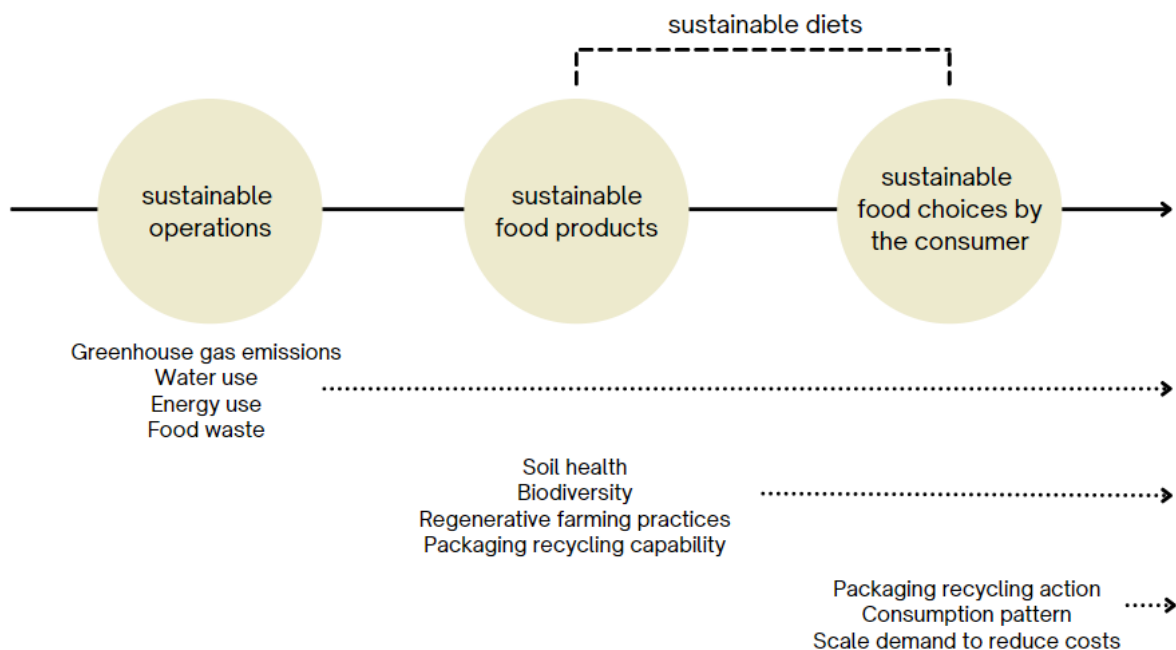 sustainable diets
sustainable
operations
sustainable
food products
sustainable
food choices by
the consumer
Greenhouse gas emissions
Water use
Energy use
Food waste
Soil health
Biodiversity
Regenerative farming practices
Packaging recycling capability
Packaging recycling action
Consumption pattern
Scale demand to reduce costs